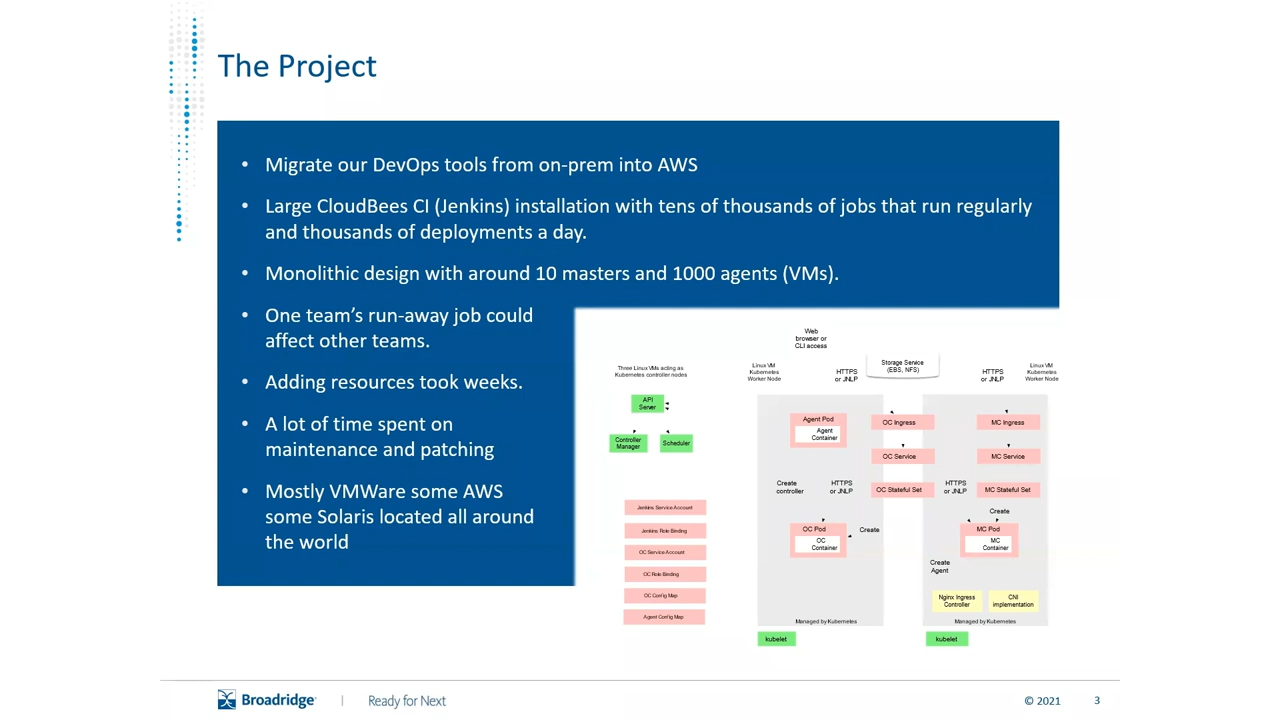 The Project
• Migrate our DevOps tools from on-prem into AWS
• Large CloudBees CI (Jenkins) installation with tens of thousands of jobs that run regularly
and thousands of deployments a day.
• Monolithic design with around 10 masters and 1000 agents (VMs).
• One team’s run-away job could
affect other teams.
• Adding resources took weeks.
• A lot of time spent on
maintenance and patching
• Mostly VMWare some AWS
some Solaris located all around
the world
Three Linux VMs acting as
Kubernetes controller nodes
API
Server
Controller
Manager
Scheduler
Jenkins Service Account
Jenkins Role Binding
OC Service Account
OC Role Binding
OC Config Map
Agent Config Map
Web
browser or
CLI access
Linux VM
Kubernetes
Worker Node
HTTPS
or JNLP
Storage Service
(EBS, NFS)
HTTPS
or JNLP
Linux VM
Kubernetes
Worker Node
Agent Pod
Agent
Container
OC Ingress
OC Service
OC Stateful Set
MC Ingress
MC Service
MC Stateful Set
Create
controller
HTTPS
or JNLP
HTTPS
or JNLP
Create
OC Pod
OC
Container
Create
MC Pod
MC
Container
Create
Agent
Nginx Ingress
Controller
CNI
implementation
Managed by Kubernetes
Managed by Kubernetes
kubelet
kubelet
Broadridge | Ready for Next
© 2021
3